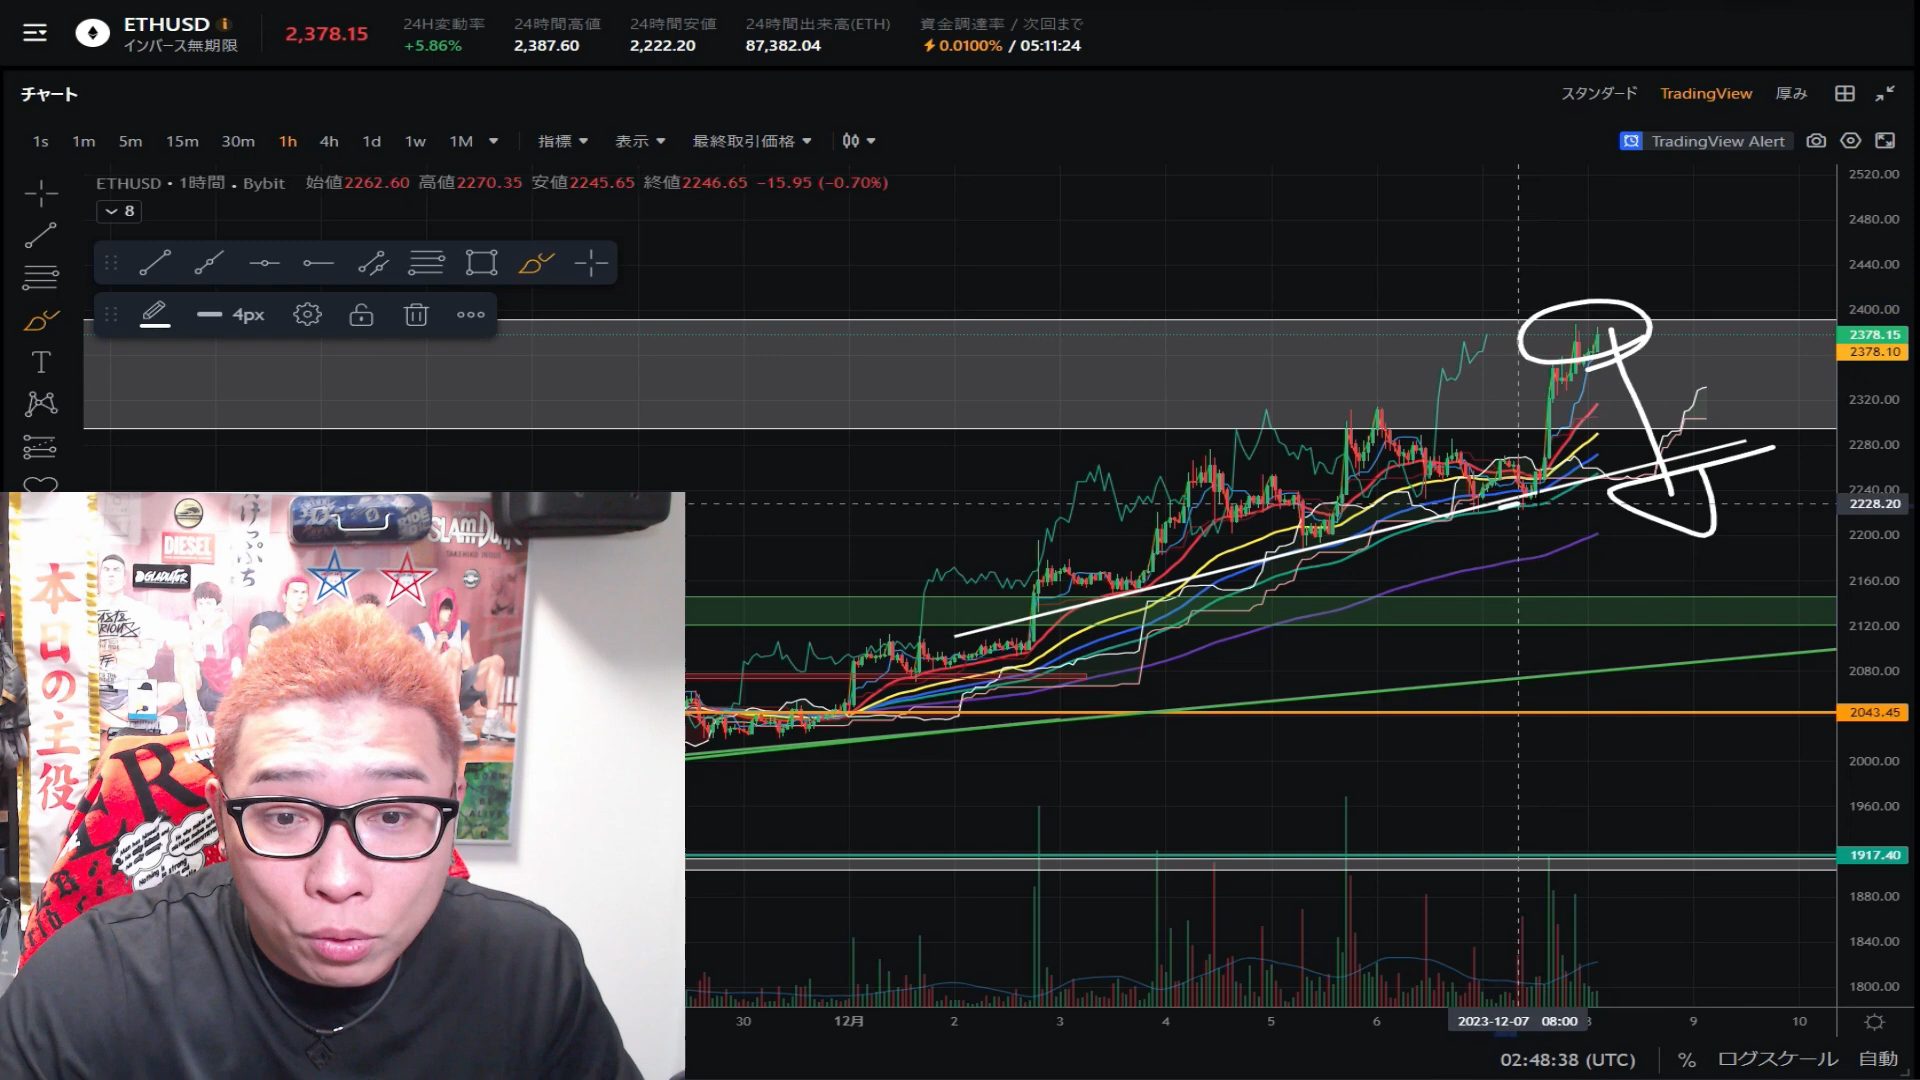 ETHUSD
インバース無期限
2,378.15
24H変動率
+5.86%
24時間高値
2,387.60
24時間安値
2,222.20
24時間出来高(ETH)
87,382.04
資金調達率 / 次回まで
0.0100% / 05:11:24
チャート
スタンダード
TradingView
厚み
1s 1m 5m 15m 30m 1h 4h 1d 1w 1M
指標
表示
最終取引価格
TradingView Alert
ETHUSD • 1時間 . Bybit 始値2262.60 高値2270.35 安値2245.65 終値2246.65 −15.95 (−0.70%)
8
4px
2520.00
2480.00
2440.00
2400.00
2378.15
2378.10
2320.00
2280.00
2240.00
2228.20
2200.00
2160.00
2120.00
2080.00
2043.45
2000.00
1960.00
1917.40
1880.00
1840.00
1800.00
本日の主役
DIESEL
GLADIATOR
SLAM DUNK
TAKEHIKO INOUE
30 12月 2 3 4 5 6 2023-12-07 08:00 8 9 10
02:48:38 (UTC) % ログスケール 自動